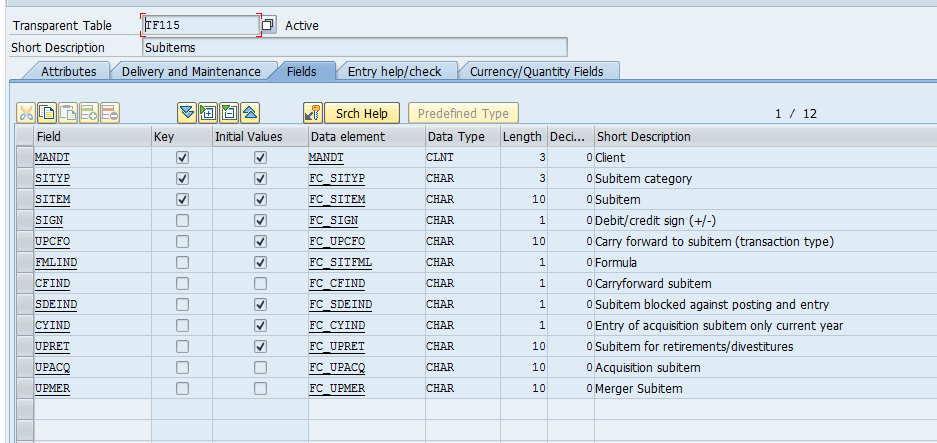 Transparent Table TF115 Active
Short Description Subitems
Attributes Delivery and Maintenance Fields Entry help/check Currency/Quantity Fields
Srch Help Predefined Type 1 / 12
Field Key Initial Values Data element Data Type Length Deci... Short Description
MANDT MANDT CLNT 3 0 Client
SITYP FC_SITYP CHAR 3 0 Subitem category
SITEM FC_SITEM CHAR 10 0 Subitem
SIGN FC_SIGN CHAR 1 0 Debit/credit sign (+/-)
UPCFO FC_UPCFO CHAR 10 0 Carry forward to subitem (transaction type)
FMLIND FC_SITFML CHAR 1 0 Formula
CFIND FC_CFIND CHAR 1 0 Carryforward subitem
SDEIND FC_SDEIND CHAR 1 0 Subitem blocked against posting and entry
CYIND FC_CYIND CHAR 1 0 Entry of acquisition subitem only current year
UPRET FC_UPRET CHAR 10 0 Subitem for retirements/divestitures
UPACQ FC_UPACQ CHAR 10 0 Acquisition subitem
UPMER FC_UPMER CHAR 10 0 Merger Subitem